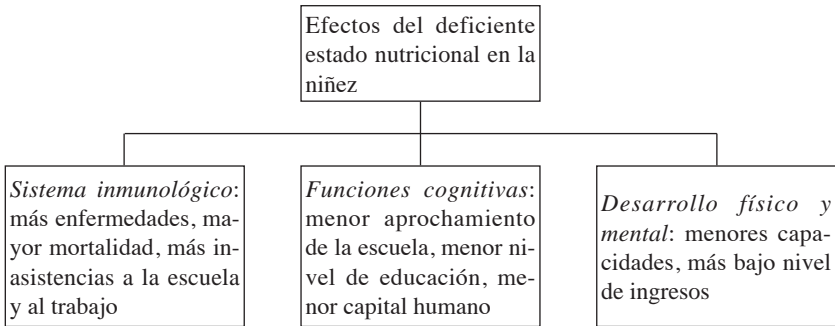 Efectos del deficiente
estado nutricional en la
niñez
Sistema inmunológico:
más enfermedades, ma-
yor mortalidad, más in-
asistencias a la escuela
y al trabajo
Funciones cognitivas:
menor aprochamiento
de la escuela, menor ni-
vel de educación, me-
nor capital humano
Desarrollo físico y
mental: menores capa-
cidades, más bajo nivel
de ingresos